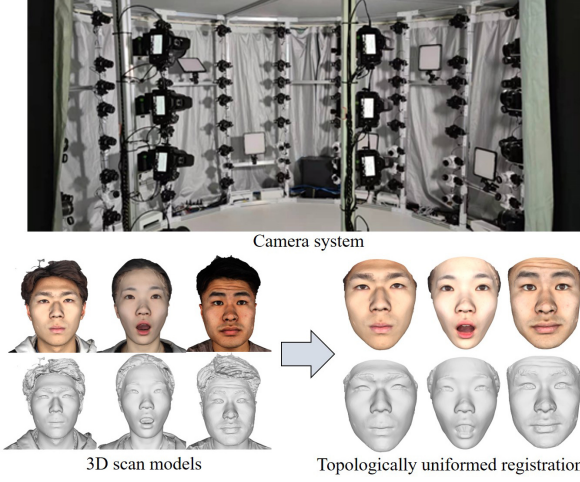 Camera system
3D scan models
Topologically uniformed registration